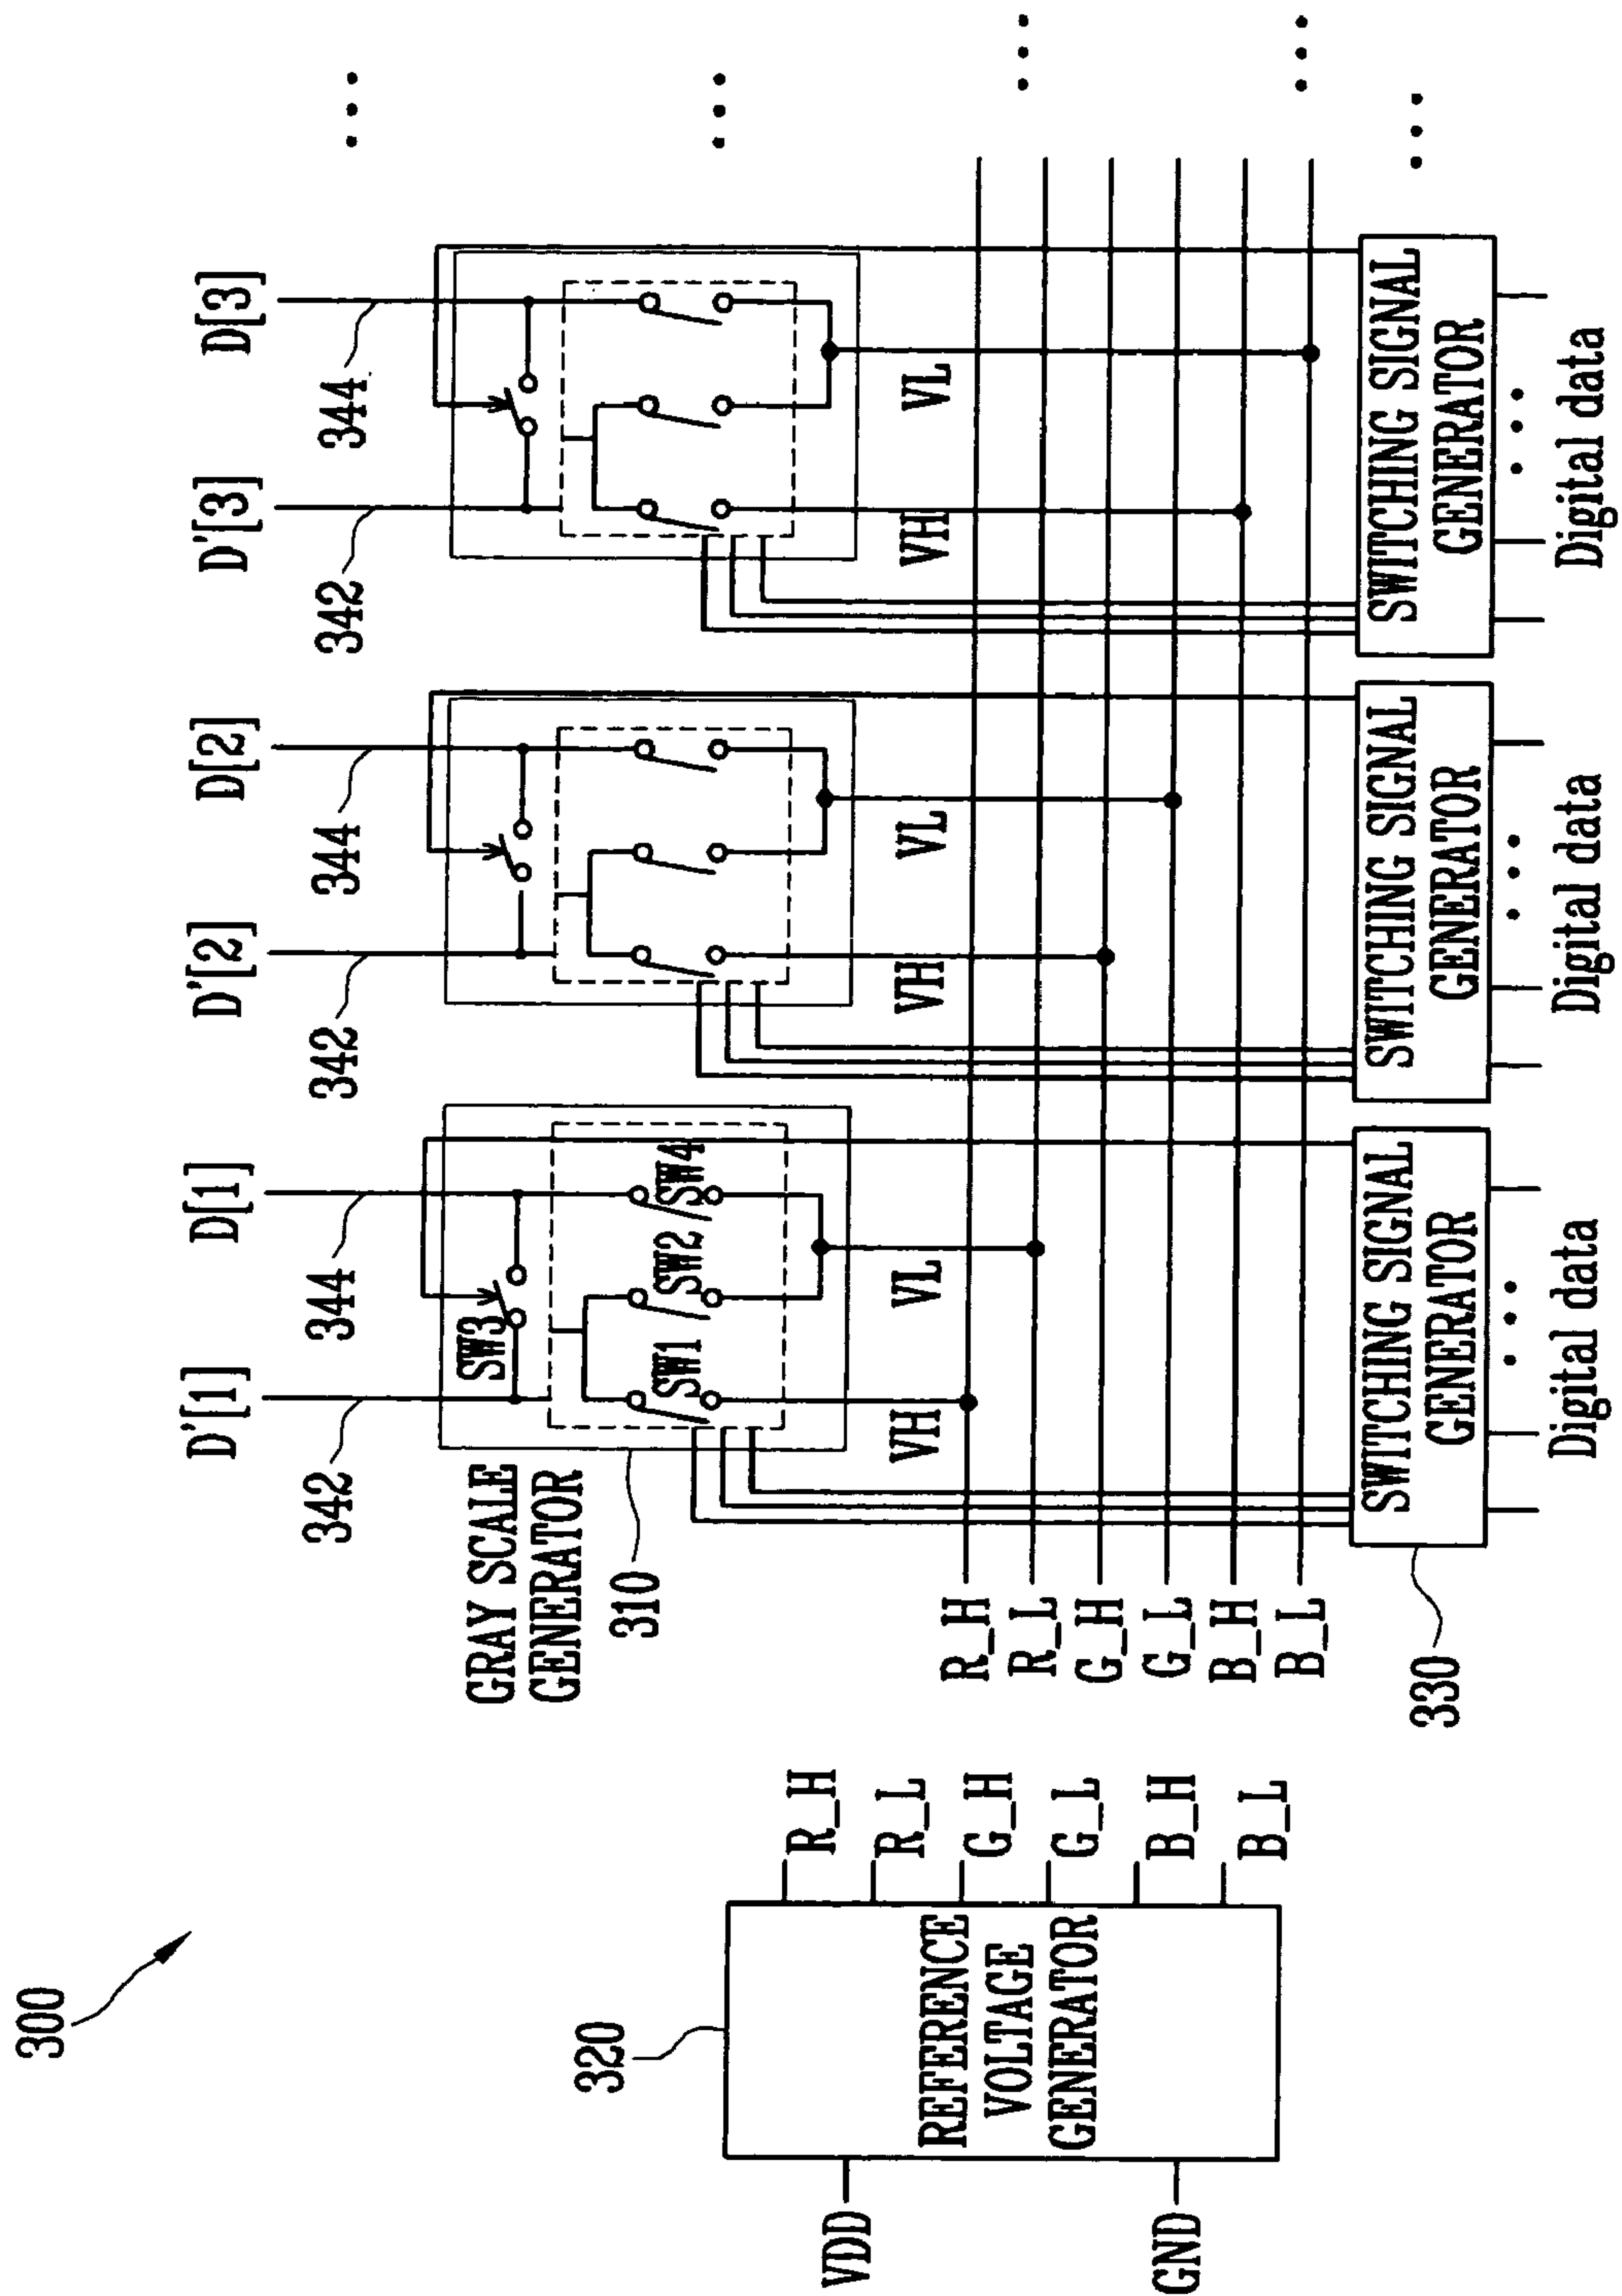 300
D'[1]
D[1]
D'[2]
D[2]
D'[3]
D[3]
342
344
342
344
342
344
GRAY SCALE
GENERATOR
310
SW3
SW1
SW2
SW4
VH
VL
VH
VL
VH
VL
320
REFERENCE
VOLTAGE
GENERATOR
VDD
GND
R_H
R_L
G_H
G_L
B_H
B_L
R_H
R_L
G_H
G_L
B_H
B_L
330
SWITCHING SIGNAL
GENERATOR
SWITCHING SIGNAL
GENERATOR
SWITCHING SIGNAL
GENERATOR
Digital data
Digital data
Digital data